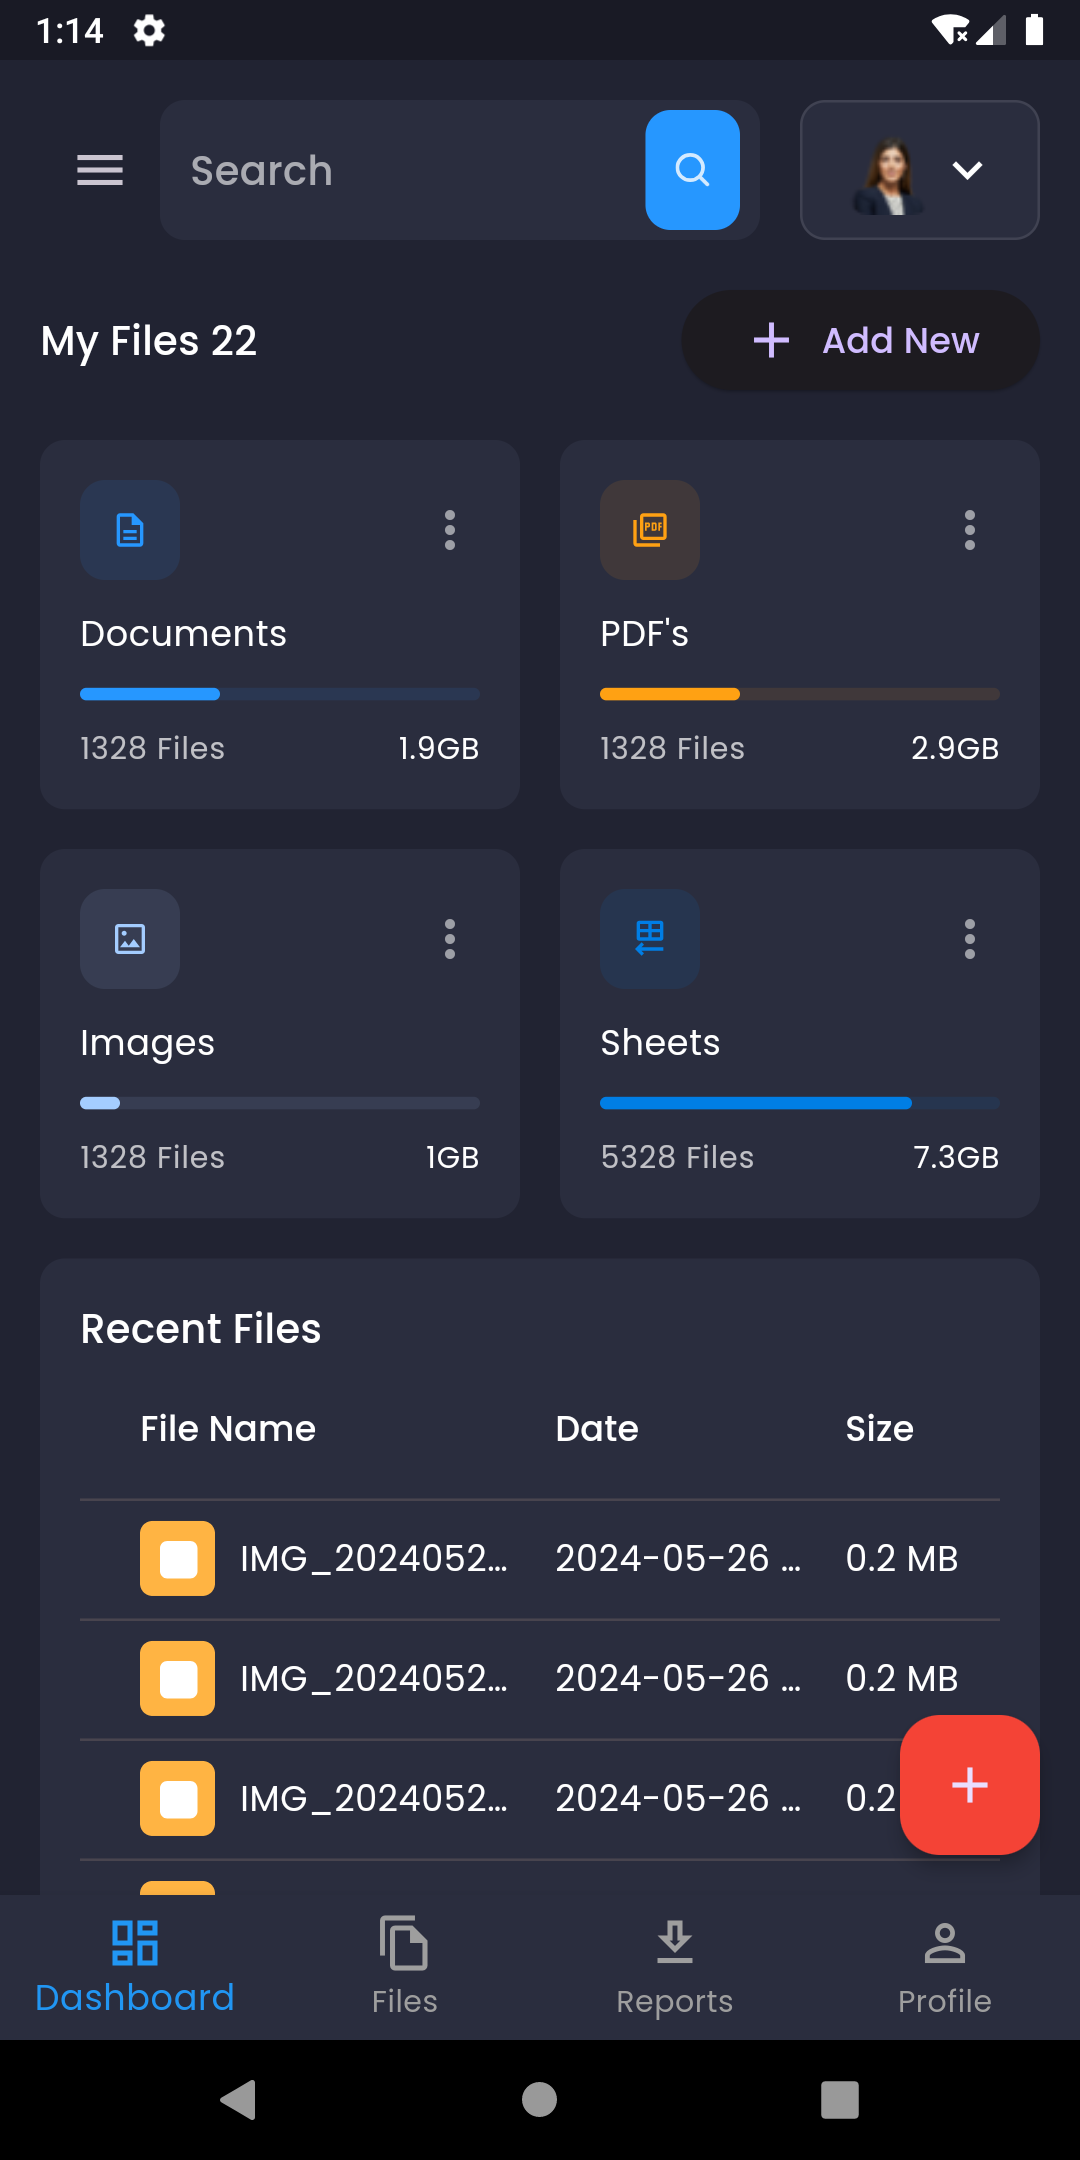 1:14
Search
My Files 22
Add New
Documents
1328 Files 1.9GB
PDF
PDF's
1328 Files 2.9GB
Images
1328 Files 1GB
Sheets
5328 Files 7.3GB
Recent Files
File Name Date Size
IMG_2024052... 2024-05-26 ... 0.2 MB
IMG_2024052... 2024-05-26 ... 0.2 MB
IMG_2024052... 2024-05-26 ... 0.2
Dashboard Files Reports Profile